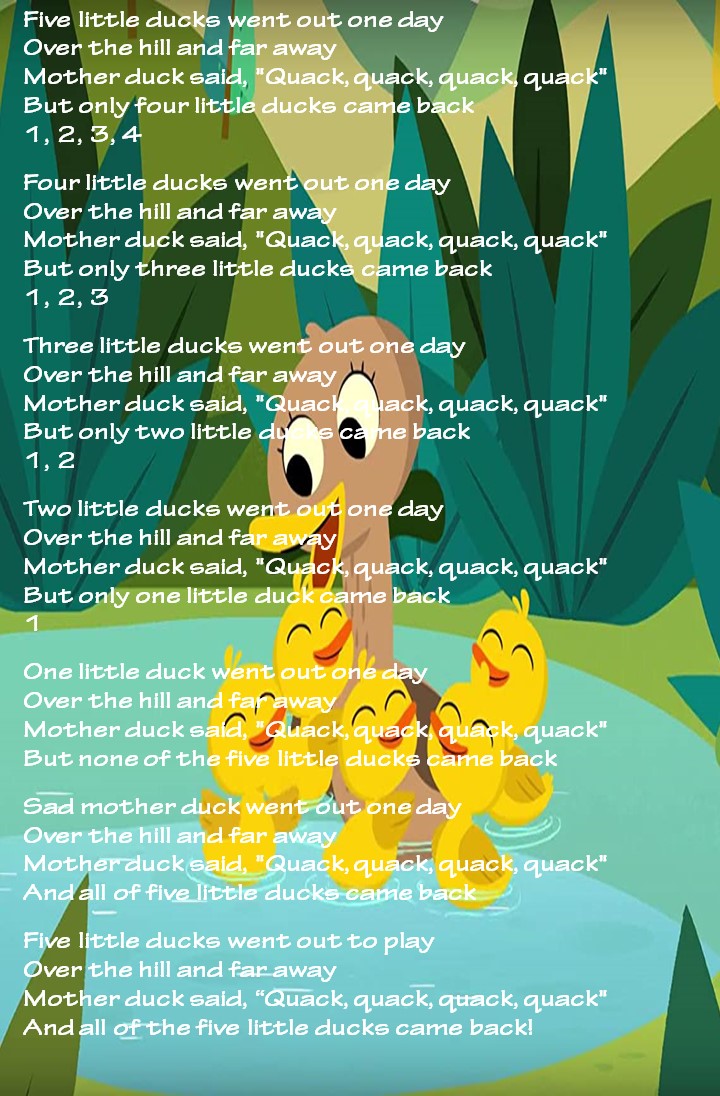 Five little ducks went out one day
Over the hill and far away
Mother duck said, "Quack, quack, quack, quack"
But only four little ducks came back
1, 2, 3, 4
Four little ducks went out one day
Over the hill and far away
Mother duck said, "Quack, quack, quack, quack"
But only three little ducks came back
1, 2, 3
Three little ducks went out one day
Over the hill and far away
Mother duck said, "Quack, quack, quack, quack"
But only two little ducks came back
1, 2
Two little ducks went out one day
Over the hill and far away
Mother duck said, "Quack, quack, quack, quack"
But only one little duck came back
1
One little duck went out one day
Over the hill and far away
Mother duck said, "Quack, quack, quack, quack"
But none of the five little ducks came back
Sad mother duck went out one day
Over the hill and far away
Mother duck said, "Quack, quack, quack, quack"
And all of five little ducks came back
Five little ducks went out to play
Over the hill and far away
Mother duck said, “Quack, quack, quack, quack"
And all of the five little ducks came back!